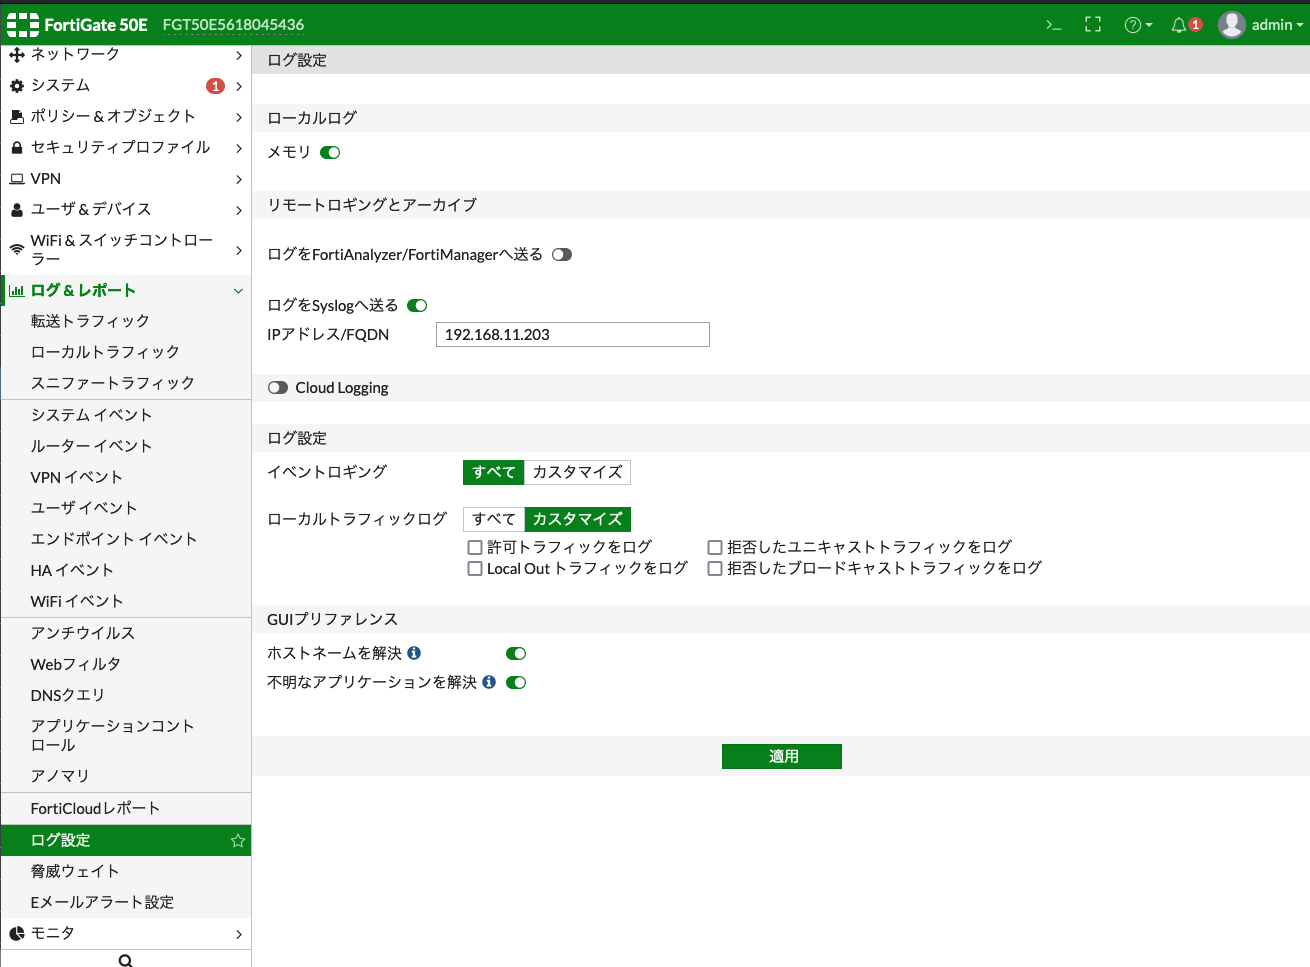 FortiGate 50E FGT50E5618045436
>_ 1 admin
ネットワーク
システム 1
ポリシー & オブジェクト
セキュリティプロファイル
VPN
ユーザ & デバイス
WiFi & スイッチコントロー
ラー
ログ & レポート
転送トラフィック
ローカルトラフィック
スニファートラフィック
システム イベント
ルーター イベント
VPN イベント
ユーザ イベント
エンドポイント イベント
HA イベント
WiFi イベント
アンチウイルス
Webフィルタ
DNSクエリ
アプリケーションコント
ロール
アノマリ
FortiCloudレポート
ログ設定
脅威ウェイト
Eメールアラート設定
モニタ
ログ設定
ローカルログ
メモリ
リモートロギングとアーカイブ
ログをFortiAnalyzer/FortiManagerへ送る
ログをSyslogへ送る
IPアドレス/FQDN 192.168.11.203
Cloud Logging
ログ設定
イベントロギング すべて カスタマイズ
ローカルトラフィックログ すべて カスタマイズ
許可トラフィックをログ 拒否したユニキャストトラフィックをログ
Local Out トラフィックをログ 拒否したブロードキャストトラフィックをログ
GUIプリファレンス
ホストネームを解決
不明なアプリケーションを解決
適用